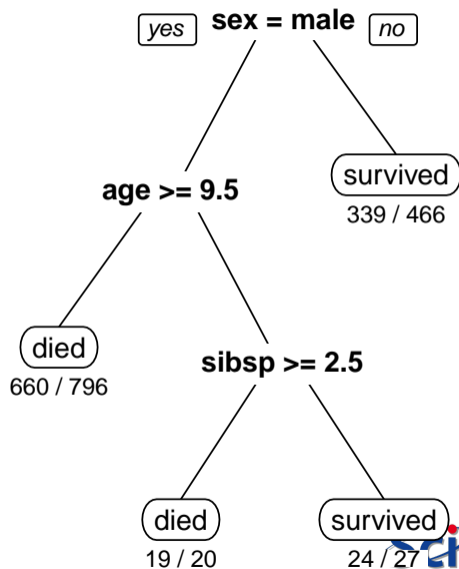 yes sex = male no
survived
age >= 9.5
339 / 466
died
sibsp >= 2.5
660 / 796
died survived
19 / 20 24 / 27